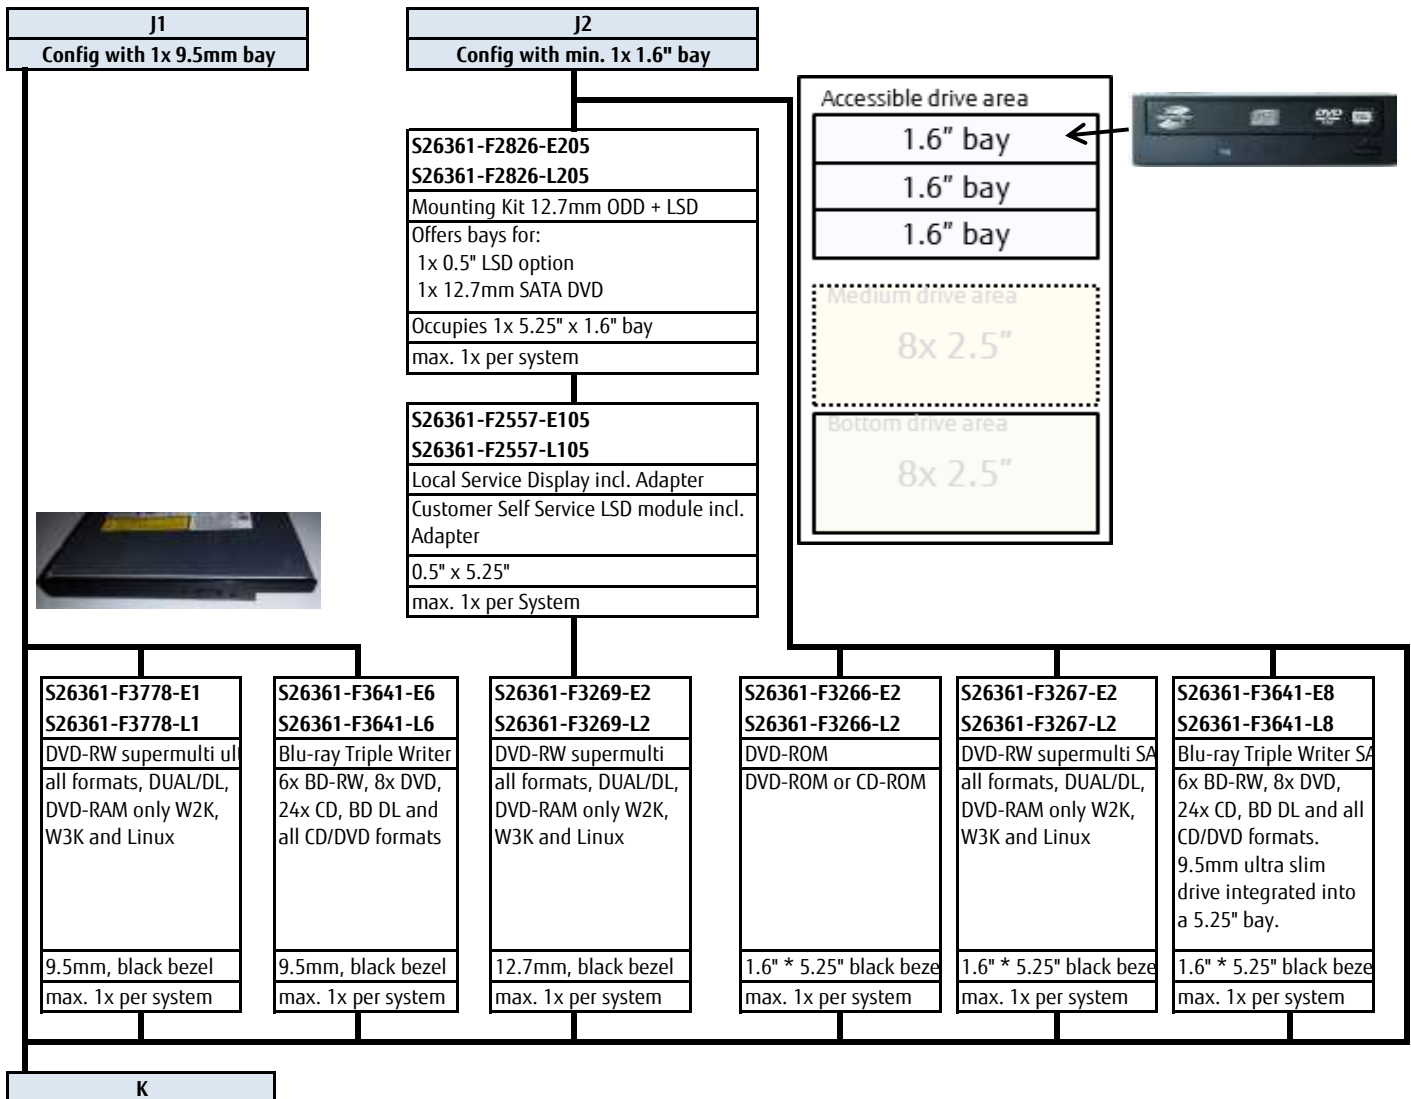 J1
Config with 1x 9.5mm bay
J2
Config with min. 1x 1.6" bay
S26361-F2826-E205
S26361-F2826-L205
Mounting Kit 12.7mm ODD + LSD
Offers bays for:
1x 0.5" LSD option
1x 12.7mm SATA DVD
Occupies 1x 5.25" x 1.6" bay
max. 1x per system
Accessible drive area
1.6" bay
1.6" bay
1.6" bay
Medium drive area
8x 2.5"
Bottom drive area
8x 2.5"
DVD
S26361-F2557-E105
S26361-F2557-L105
Local Service Display incl. Adapter
Customer Self Service LSD module incl.
Adapter
0.5" x 5.25"
max. 1x per System
S26361-F3778-E1
S26361-F3778-L1
DVD-RW supermulti ul
all formats, DUAL/DL,
DVD-RAM only W2K,
W3K and Linux
9.5mm, black bezel
max. 1x per system
S26361-F3641-E6
S26361-F3641-L6
Blu-ray Triple Writer
6x BD-RW, 8x DVD,
24x CD, BD DL and
all CD/DVD formats
9.5mm, black bezel
max. 1x per system
S26361-F3269-E2
S26361-F3269-L2
DVD-RW supermulti
all formats, DUAL/DL,
DVD-RAM only W2K,
W3K and Linux
12.7mm, black bezel
max. 1x per system
S26361-F3266-E2
S26361-F3266-L2
DVD-ROM
DVD-ROM or CD-ROM
1.6" * 5.25" black beze
max. 1x per system
S26361-F3267-E2
S26361-F3267-L2
DVD-RW supermulti SA
all formats, DUAL/DL,
DVD-RAM only W2K,
W3K and Linux
1.6" * 5.25" black beze
max. 1x per system
S26361-F3641-E8
S26361-F3641-L8
Blu-ray Triple Writer SA
6x BD-RW, 8x DVD,
24x CD, BD DL and all
CD/DVD formats.
9.5mm ultra slim
drive integrated into
a 5.25" bay.
1.6" * 5.25" black beze
max. 1x per system
K